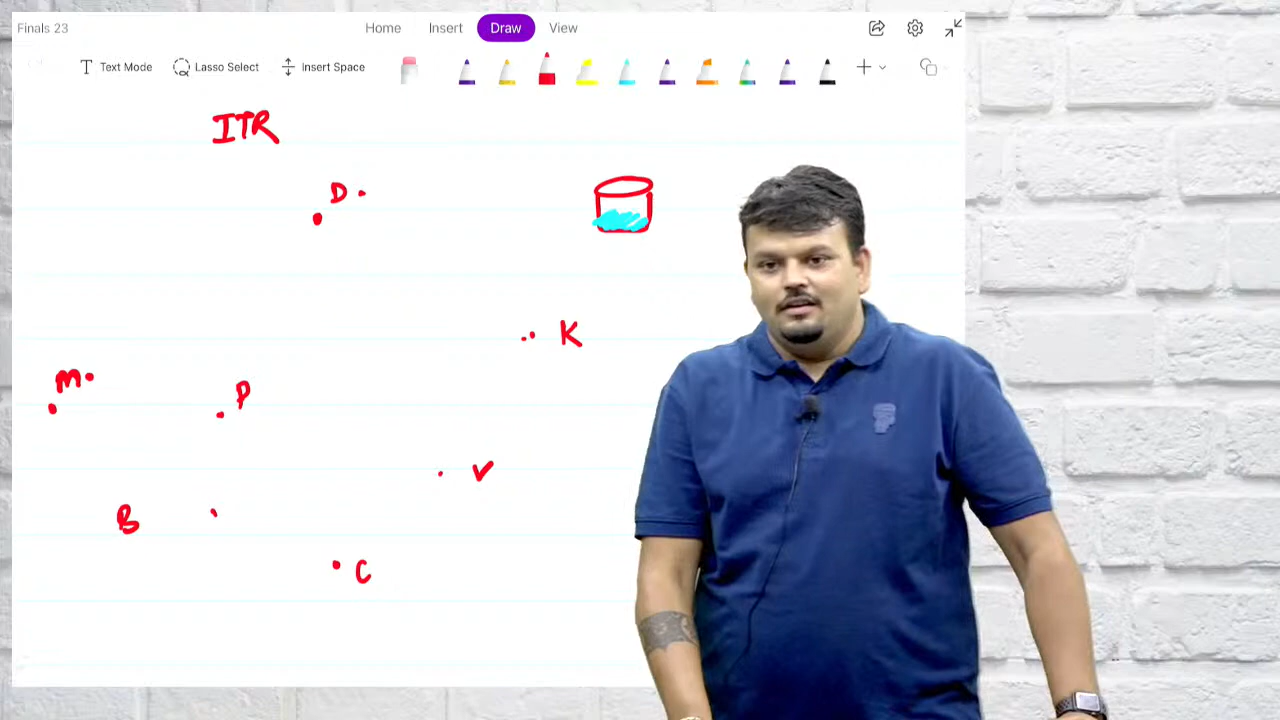 Finals 23
Home Insert Draw View
Text Mode Lasso Select Insert Space
ITR
D
K
M
P
V
B
C